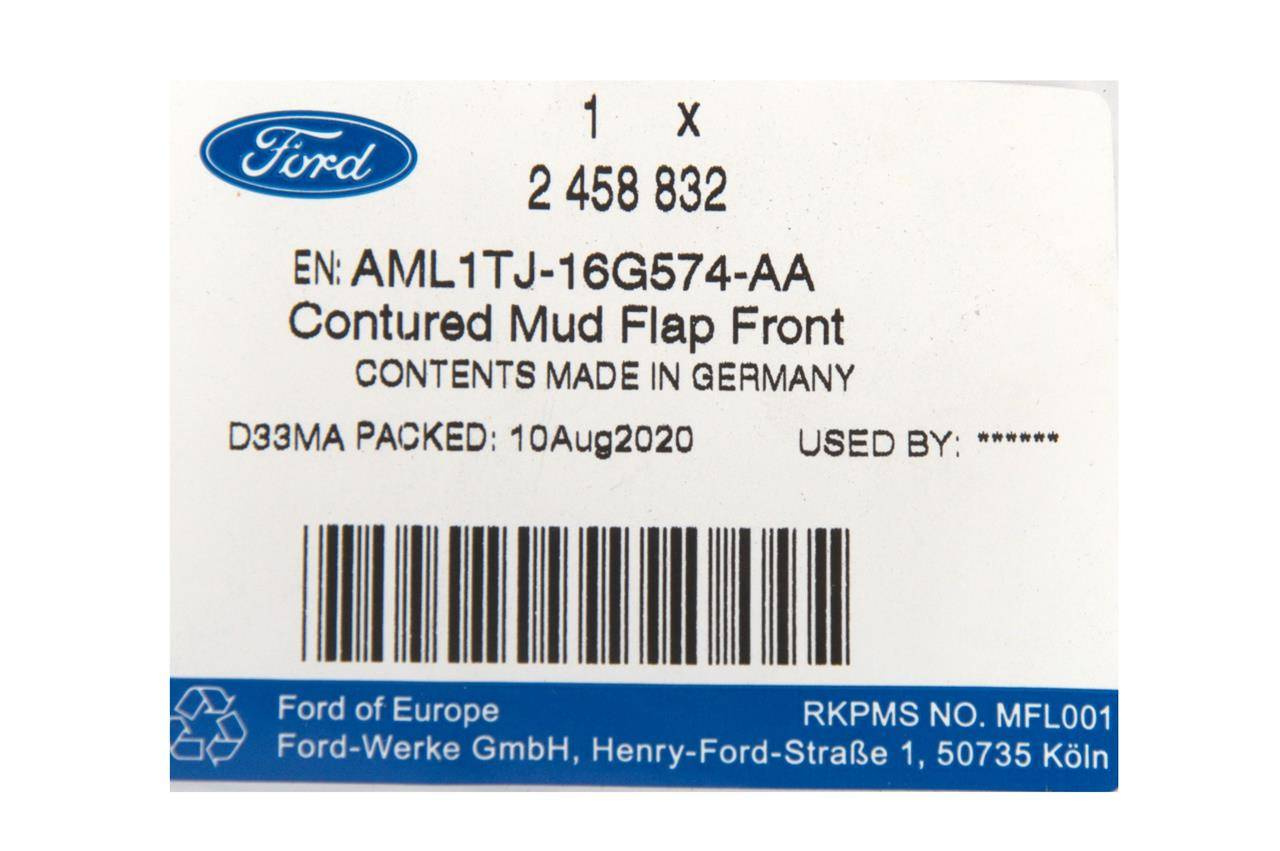 Ford
1 x
2 458 832
EN: AML1TJ-16G574-AA
Contured Mud Flap Front
CONTENTS MADE IN GERMANY
D33MA PACKED: 10Aug2020 USED BY: ******
Ford of Europe RKPMS NO. MFL001
Ford-Werke GmbH, Henry-Ford-Straße 1, 50735 Köln